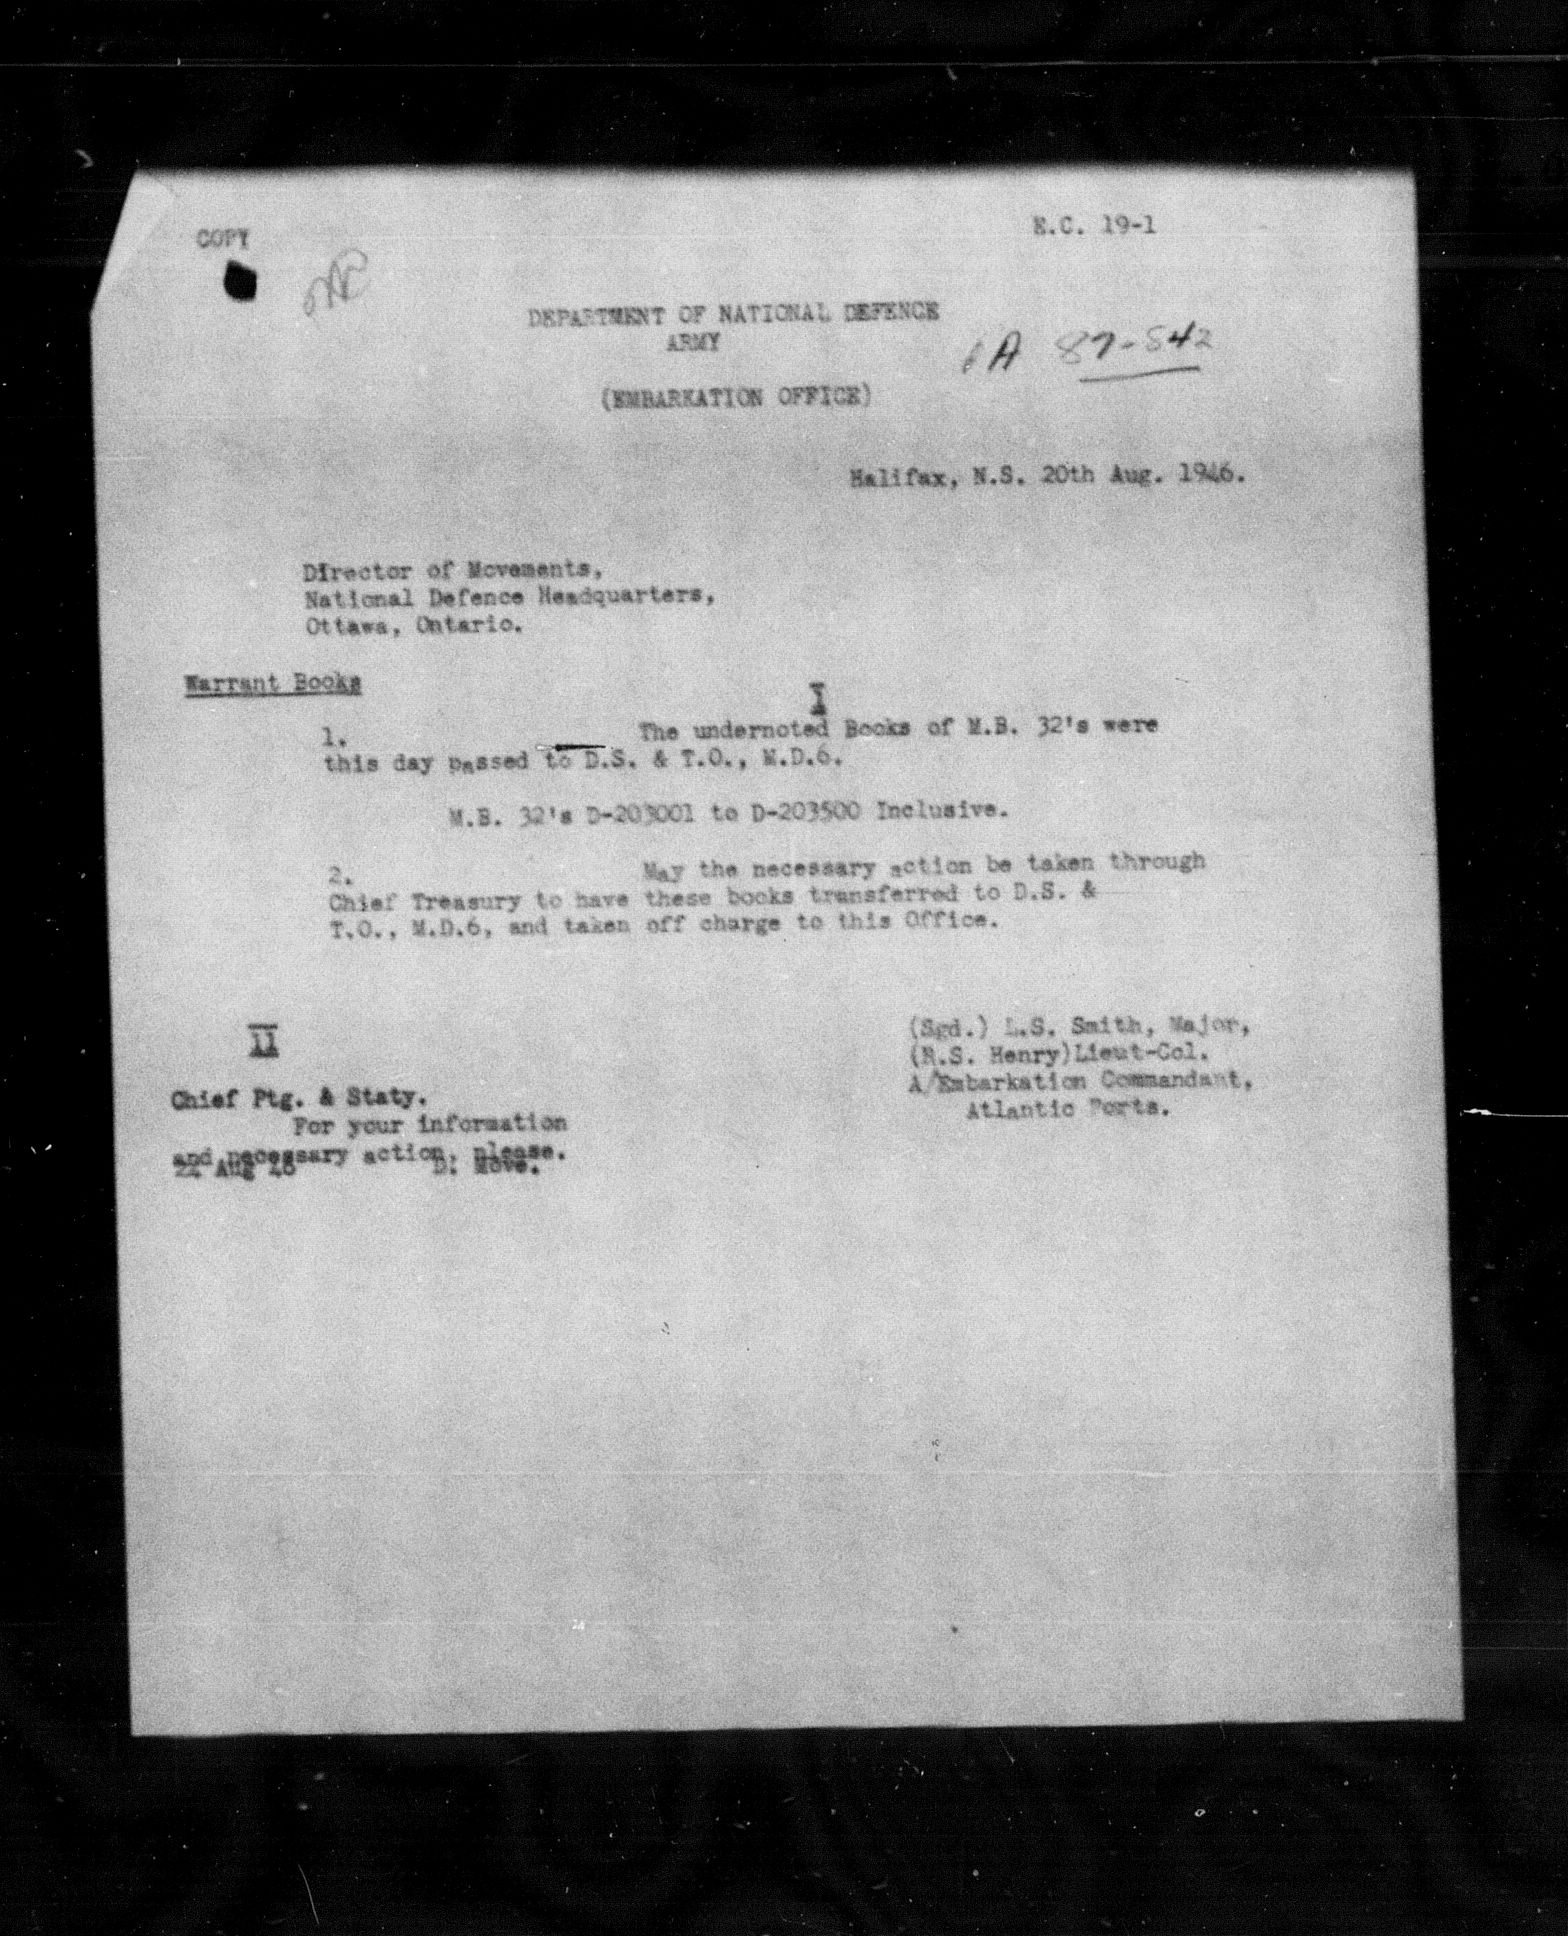 COPY
E.C. 19-1
DEPARTMENT OF NATIONAL DEFENCE
ARMY
A 87-542
(EMBARKATION OFFICE)
Halifax, N.S. 20th Aug. 1946.
Director of Movements,
National Defence Headquarters,
Ottawa, Ontario.
Warrant Books
I
1. The undernoted Books of M.B. 32's were
this day passed to D.S. & T.O., M.D.6.
M.B. 32's D-203001 to D-203500 Inclusive.
2. May the necessary action be taken through
Chief Treasury to have these books transferred to D.S. &
T.O., M.D.6, and taken off charge to this Office.
(Sgd.) L.S. Smith, Major,
(R.S. Henry)Lieut-Col.
A/Embarkation Commandant,
Atlantic Ports.
II
Chief Ptg. & Staty.
For your information
and necessary action, please.
Aug 46 D. Move.